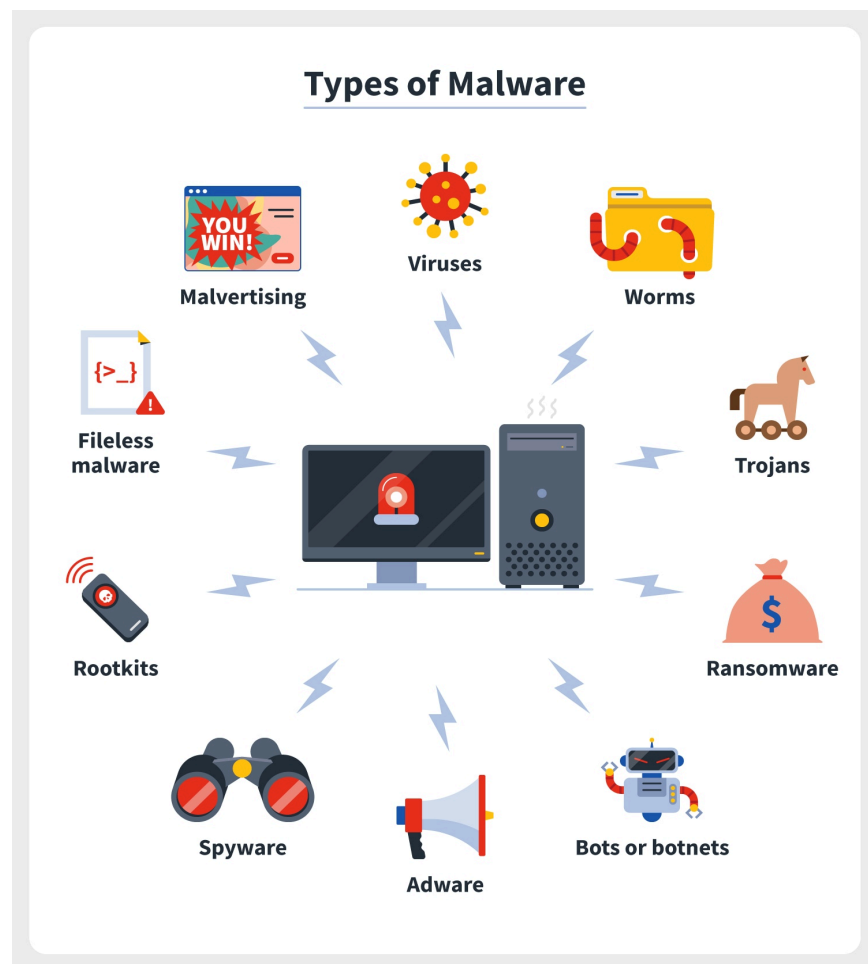 Types of Malware
YOU
WIN!
Malvertising
Viruses
Worms
{>_}
!
Fileless
malware
Trojans
Rootkits
$
Ransomware
Spyware
Adware
Bots or botnets